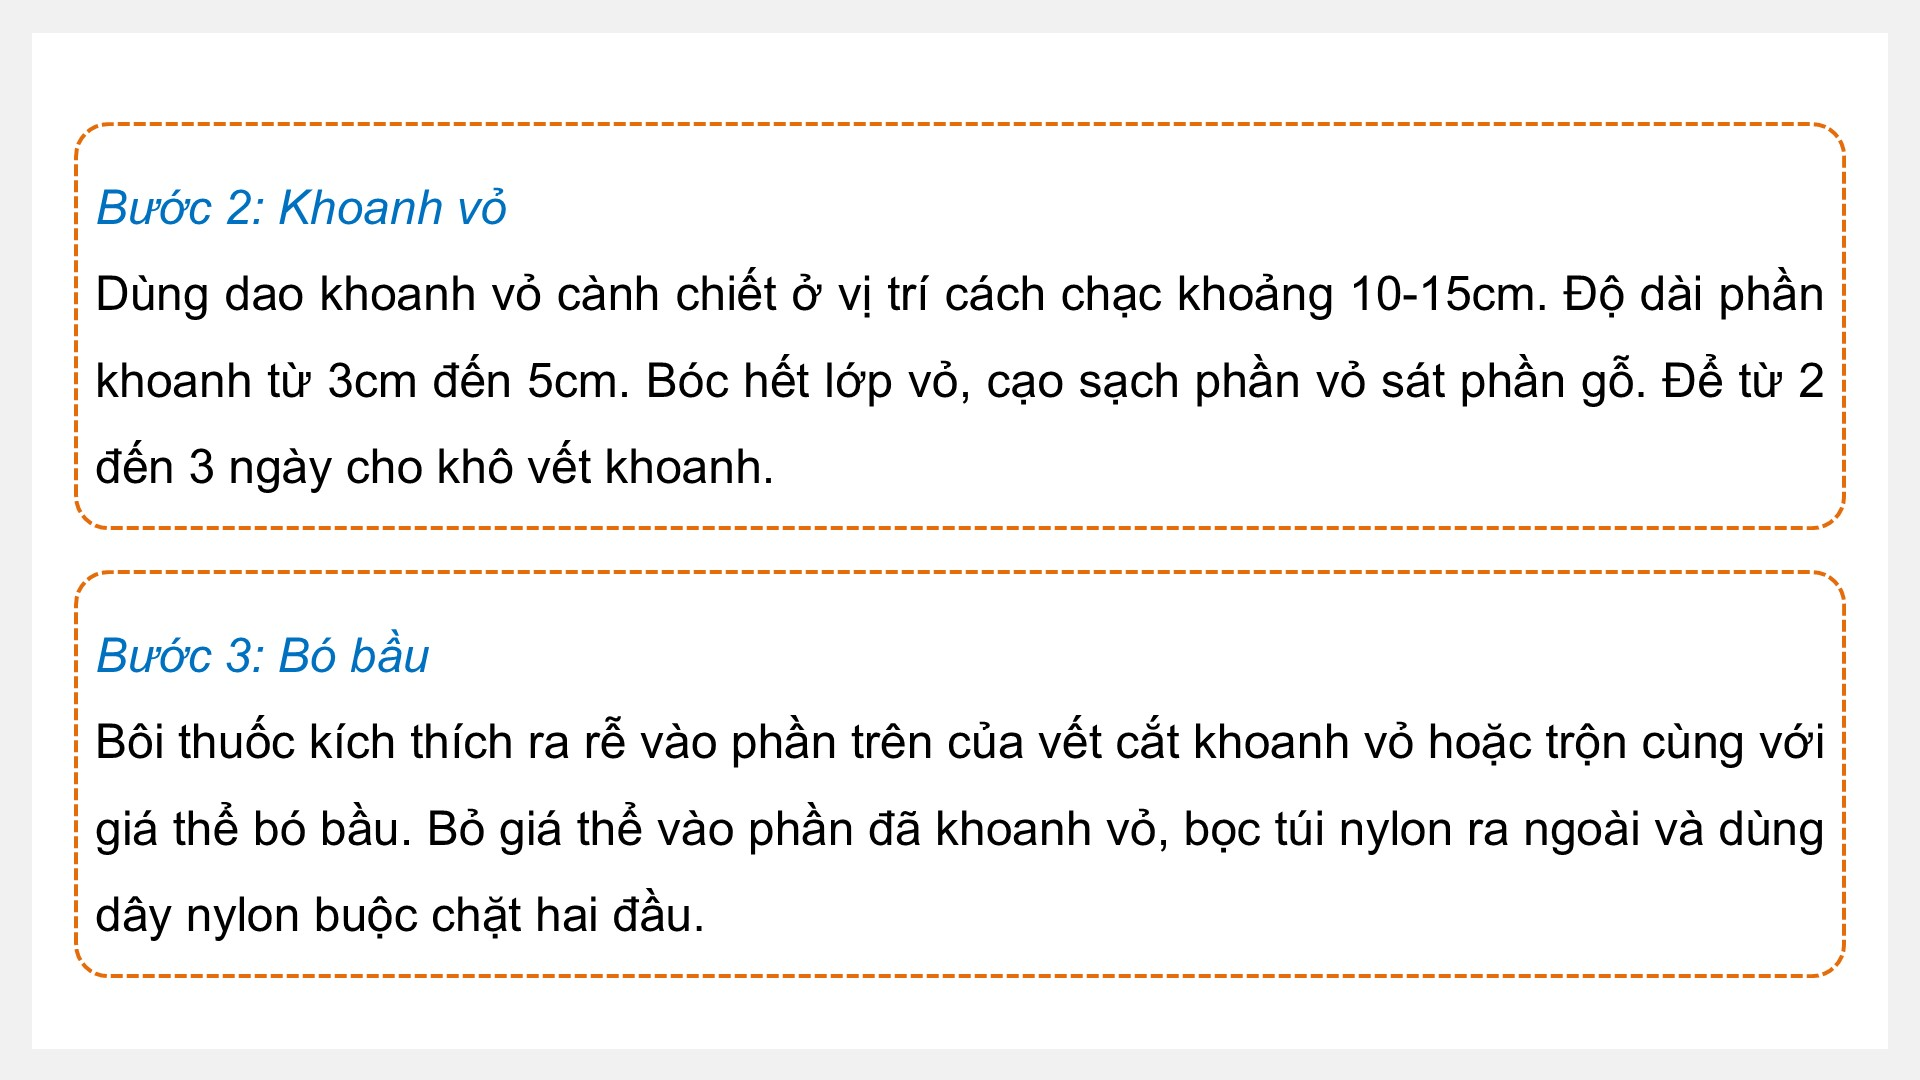 Bước 2: Khoanh vỏ
Dùng dao khoanh vỏ cành chiết ở vị trí cách chạc khoảng 10-15cm. Độ dài phần
khoanh từ 3cm đến 5cm. Bóc hết lớp vỏ, cạo sạch phần vỏ sát phần gỗ. Để từ 2
đến 3 ngày cho khô vết khoanh.
Bước 3: Bó bầu
Bôi thuốc kích thích ra rễ vào phần trên của vết cắt khoanh vỏ hoặc trộn cùng với
giá thể bó bầu. Bỏ giá thể vào phần đã khoanh vỏ, bọc túi nylon ra ngoài và dùng
dây nylon buộc chặt hai đầu.